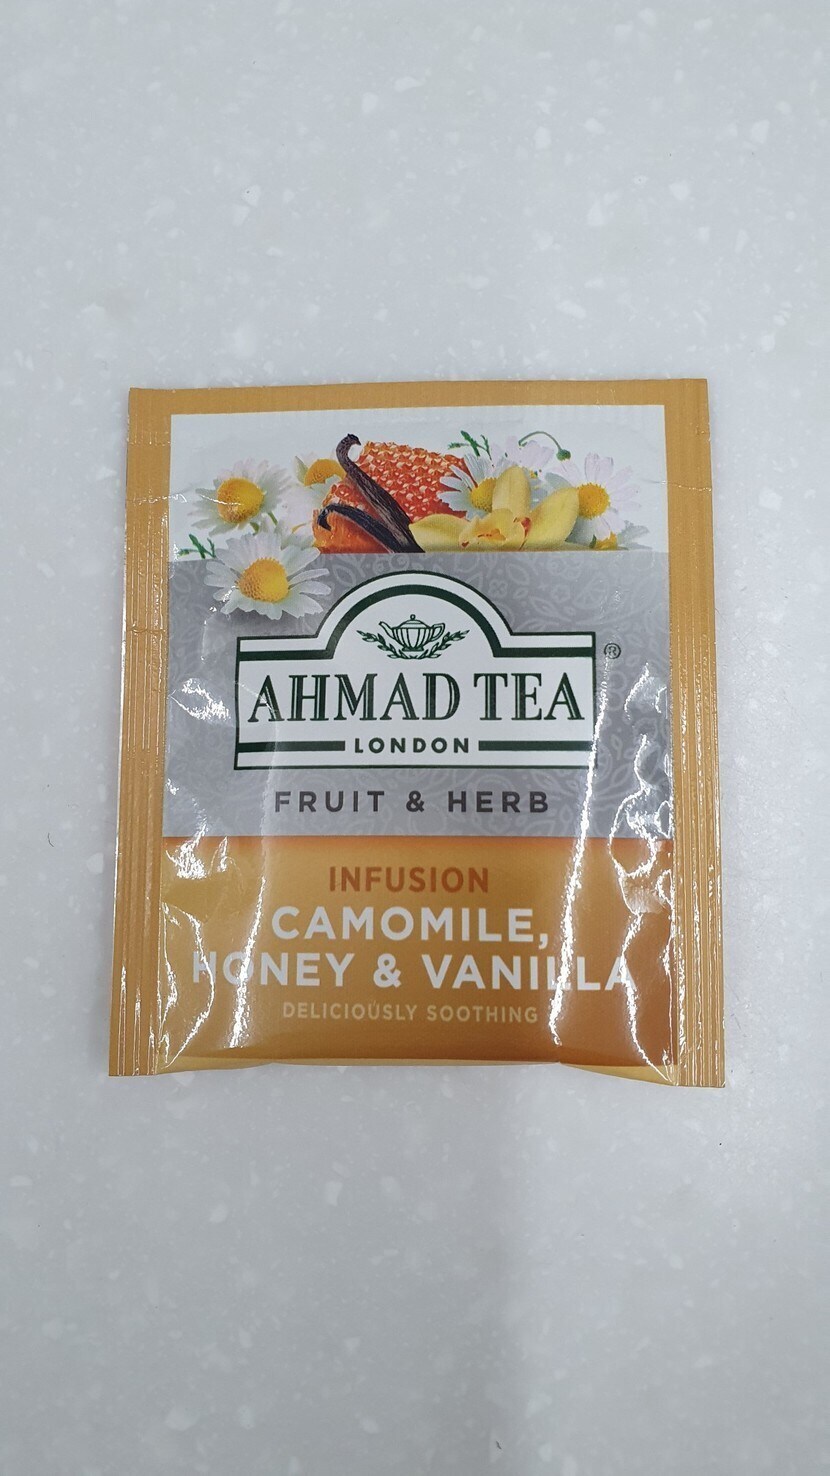 AHMAD TEA ®
LONDON
FRUIT & HERB
INFUSION
CAMOMILE,
HONEY & VANILLA
DELICIOUSLY SOOTHING